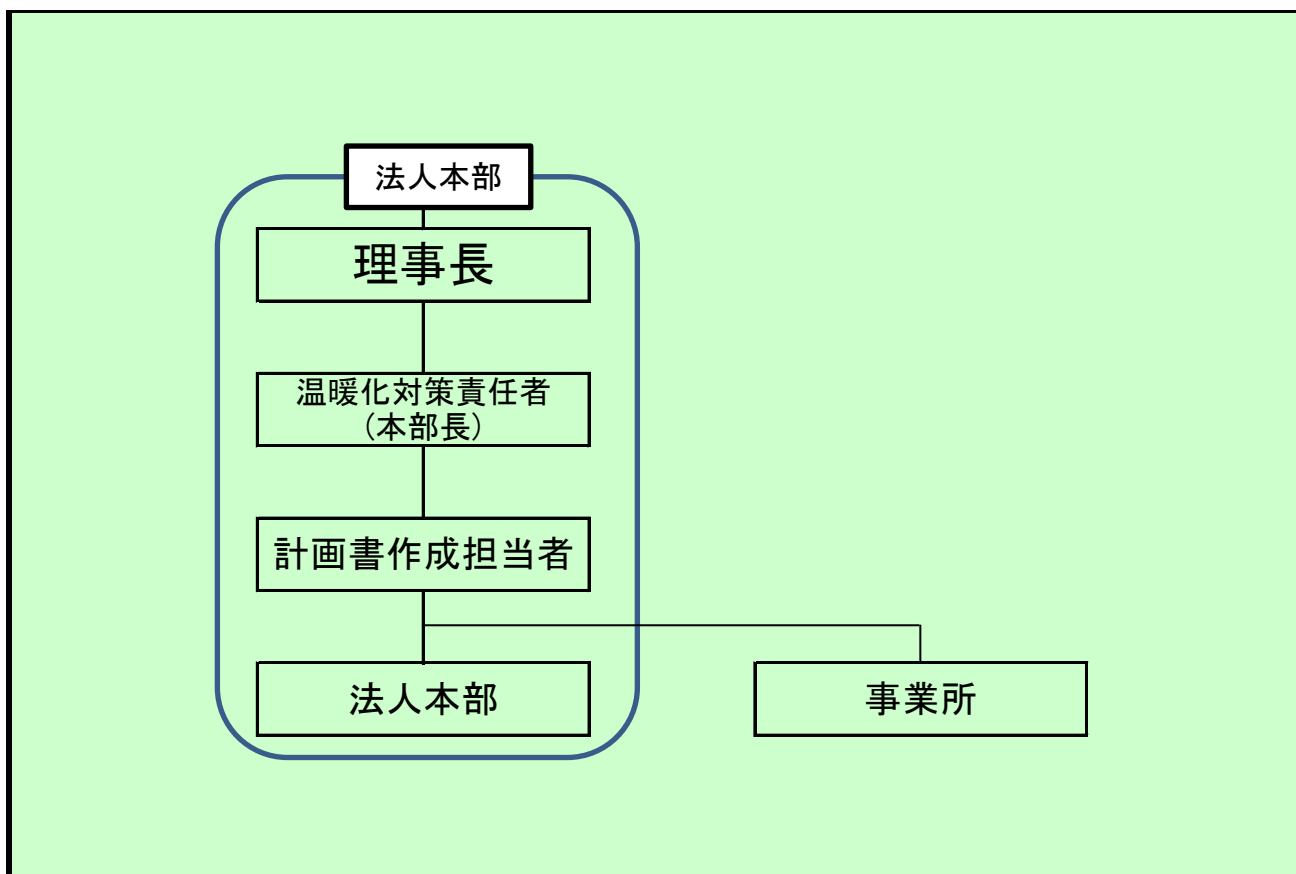 法人本部
理事長
温暖化対策責任者
(本部長)
計画書作成担当者
法人本部
事業所